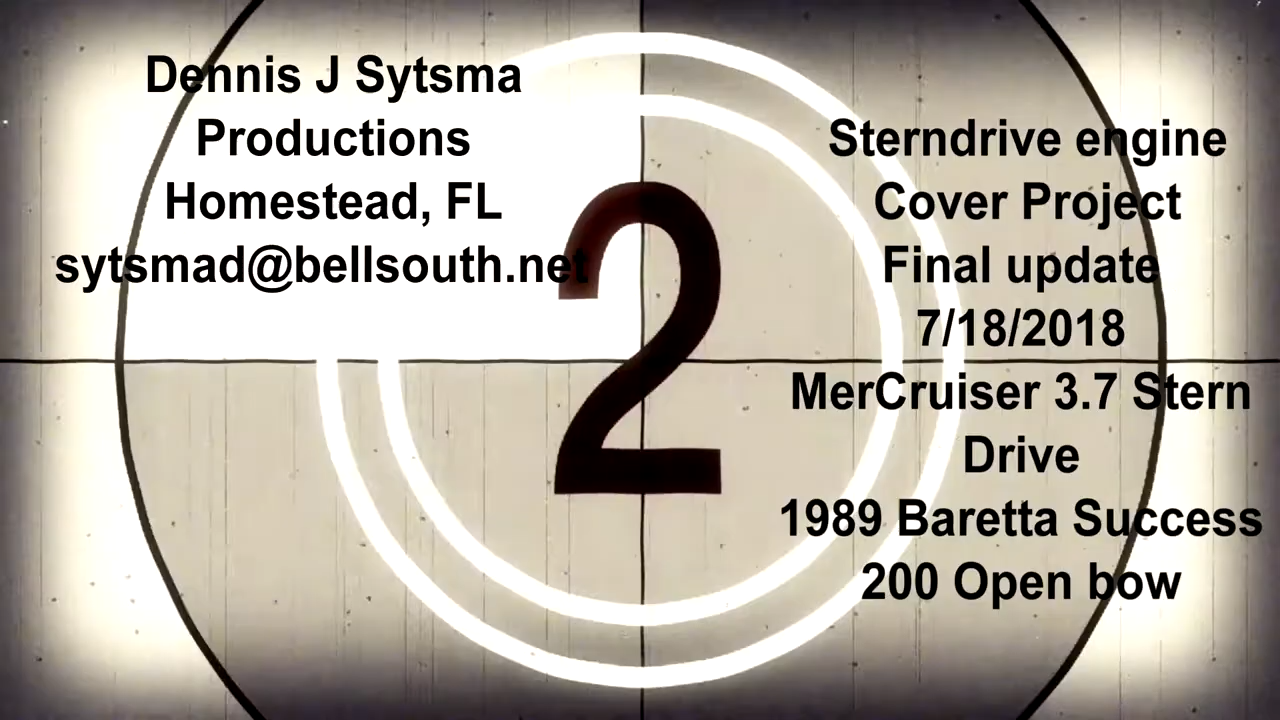 Dennis J Sytsma
Productions
Homestead, FL
sytsmad@bellsouth.net
2
Sterndrive engine
Cover Project
Final update
7/18/2018
MerCruiser 3.7 Stern
Drive
1989 Baretta Success
200 Open bow